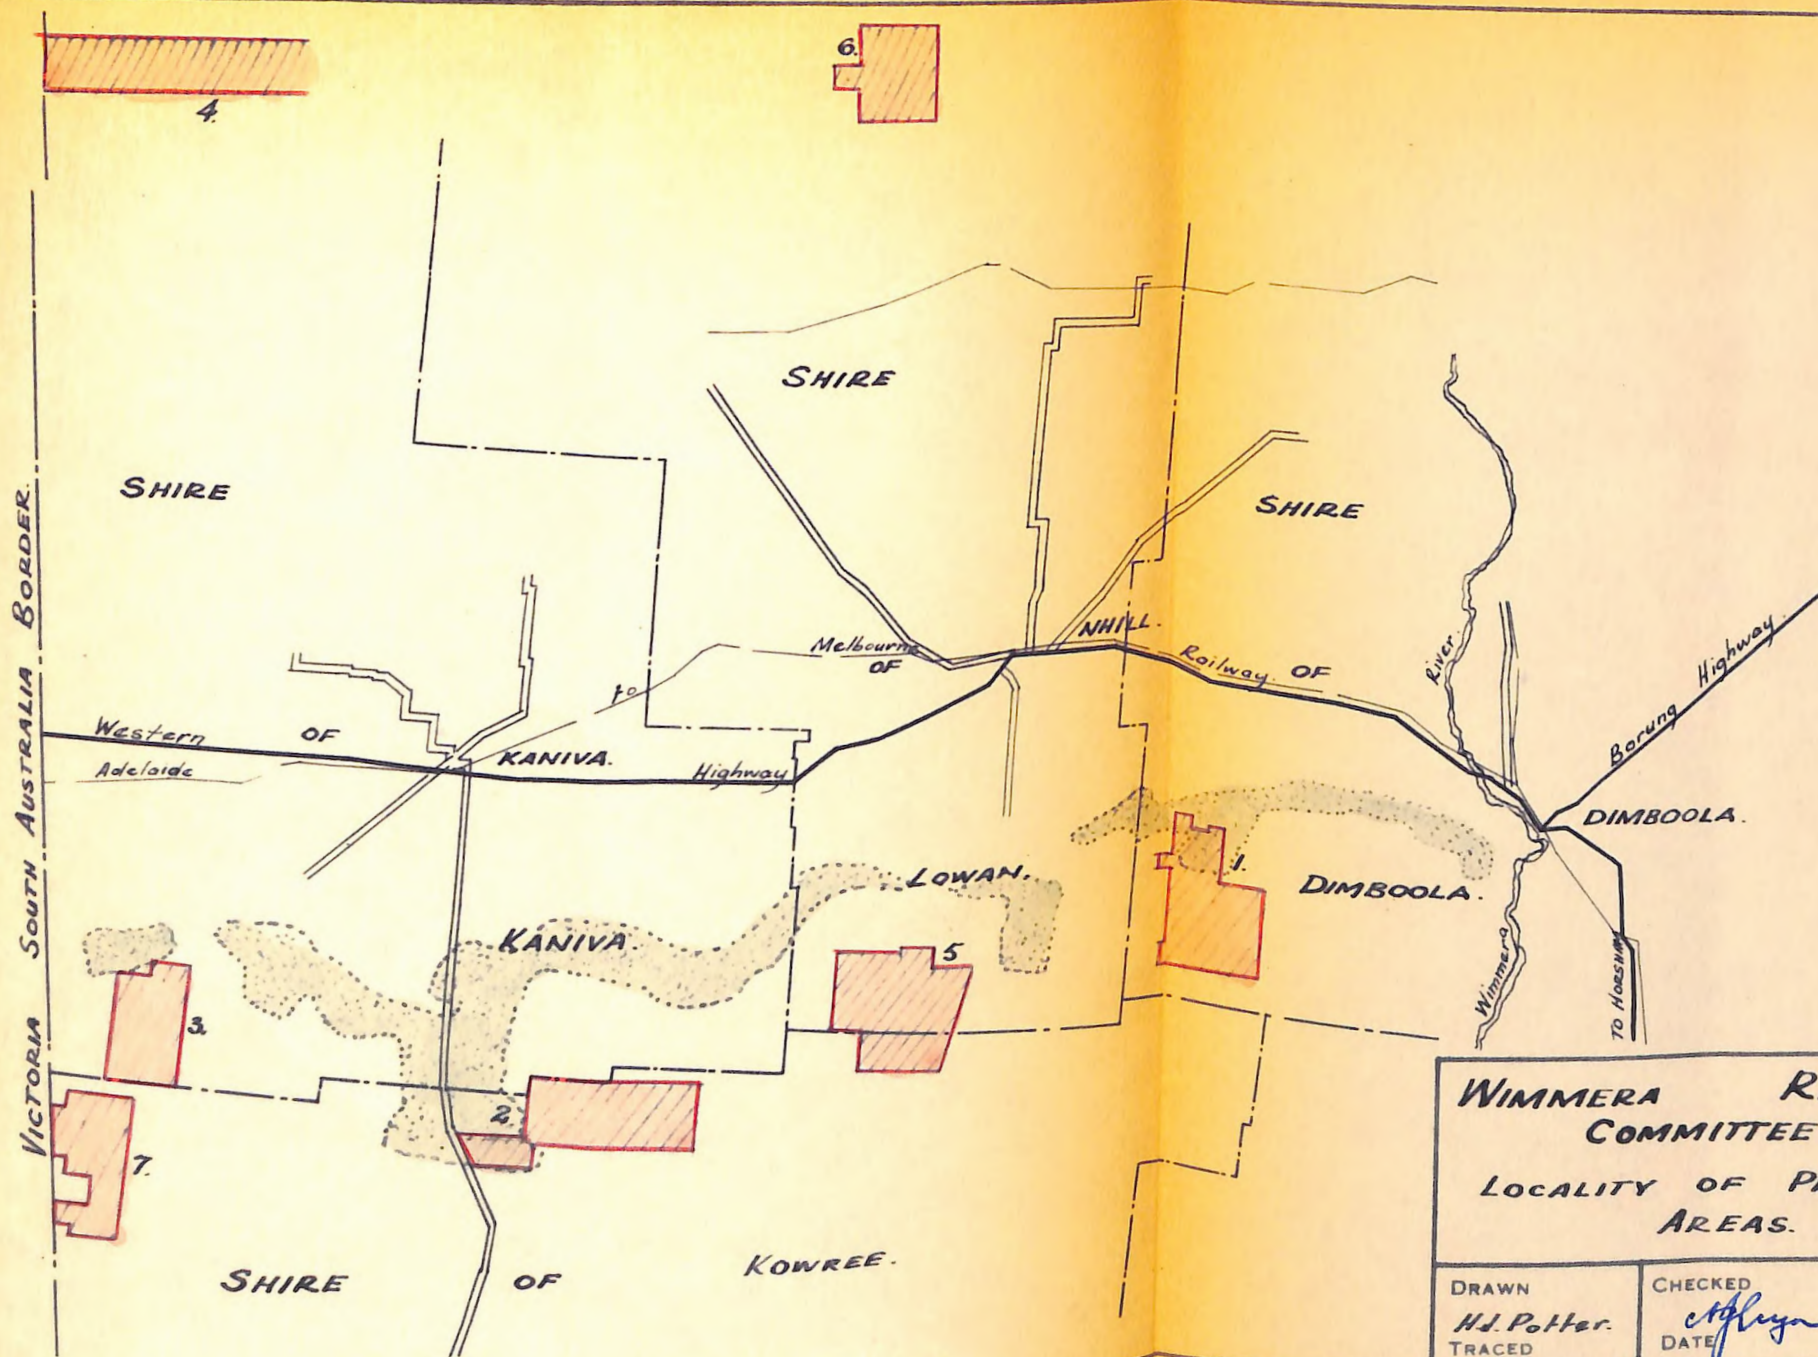 6.
4.
SHIRE
SHIRE
SHIRE
NHILL.
Melbourne
OF
Railway
OF
River
Highway
Borung
to
Western
OF
KANIVA.
Highway
Adelaide
DIMBOOLA.
LOWAN.
1.
DIMBOOLA.
KANIVA.
5
Wimmera
TO HORSHAM
3.
2
7.
VICTORIA SOUTH AUSTRALIA BORDER.
SHIRE OF KOWREE.
WIMMERA
COMMITTEE
LOCALITY OF
AREAS.
DRAWN
H.J. Potter.
TRACED
CHECKED
DATE